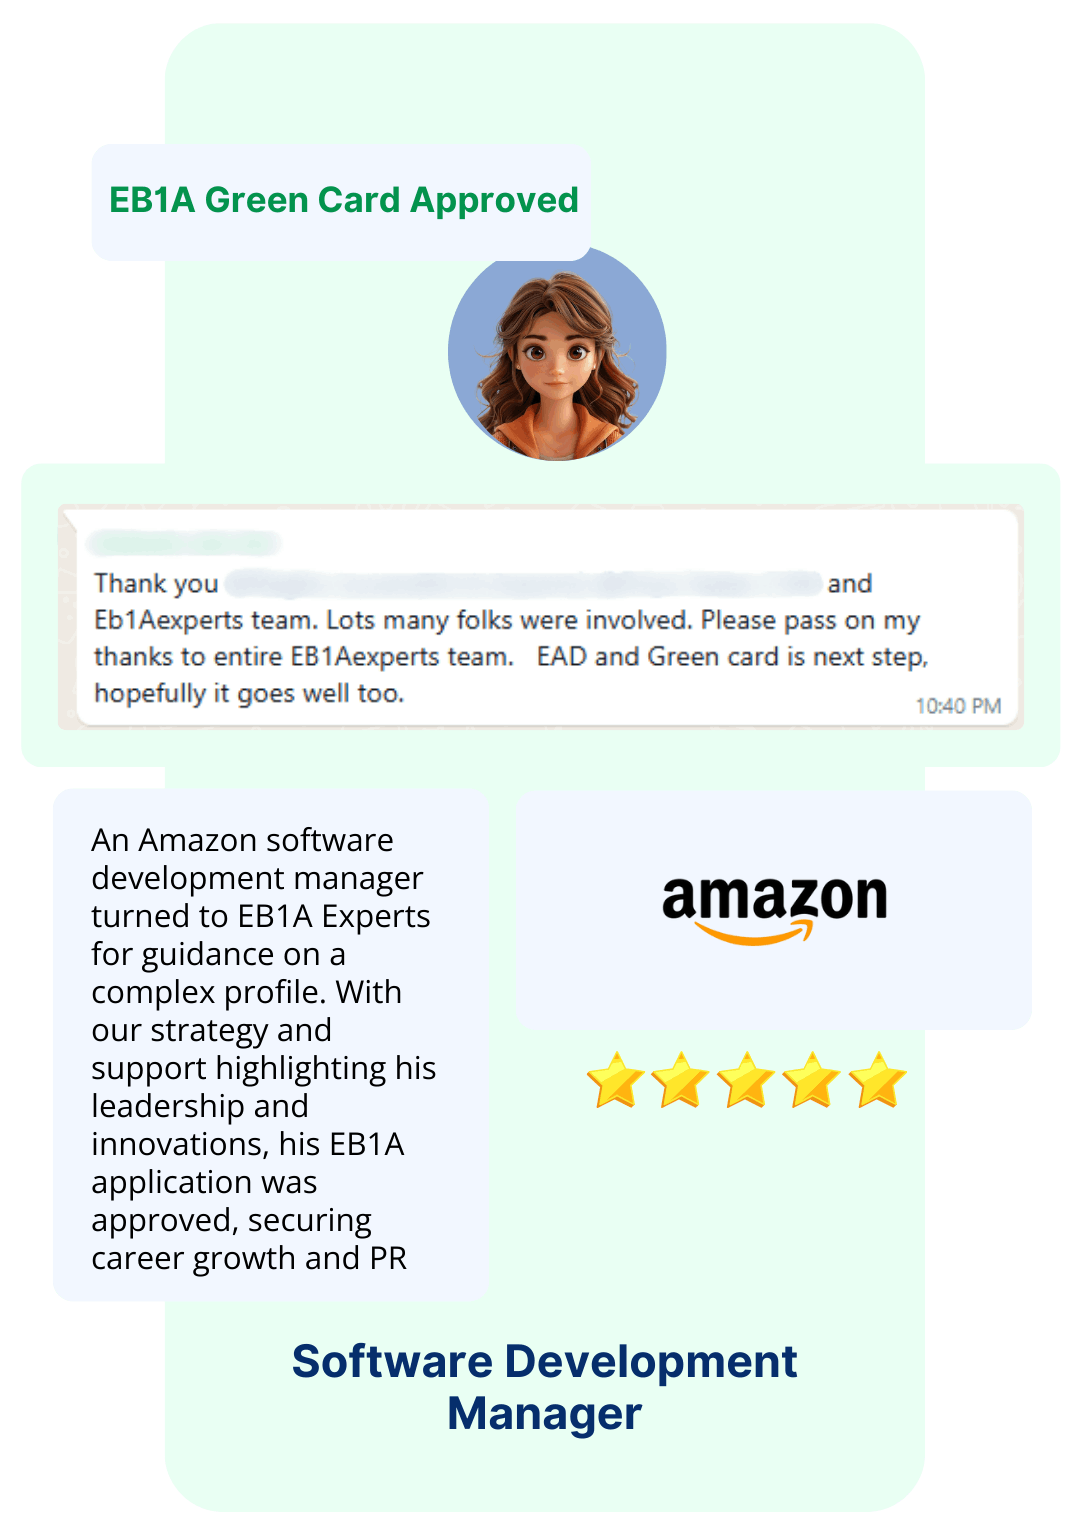 EB1A Green Card Approved
Thank you and
Eb1Aexperts team. Lots many folks were involved. Please pass on my
thanks to entire EB1Aexperts team. EAD and Green card is next step,
hopefully it goes well too.
10:40 PM
An Amazon software
development manager
turned to EB1A Experts
for guidance on a
complex profile. With
our strategy and
support highlighting his
leadership and
innovations, his EB1A
application was
approved, securing
career growth and PR
amazon
Software Development
Manager